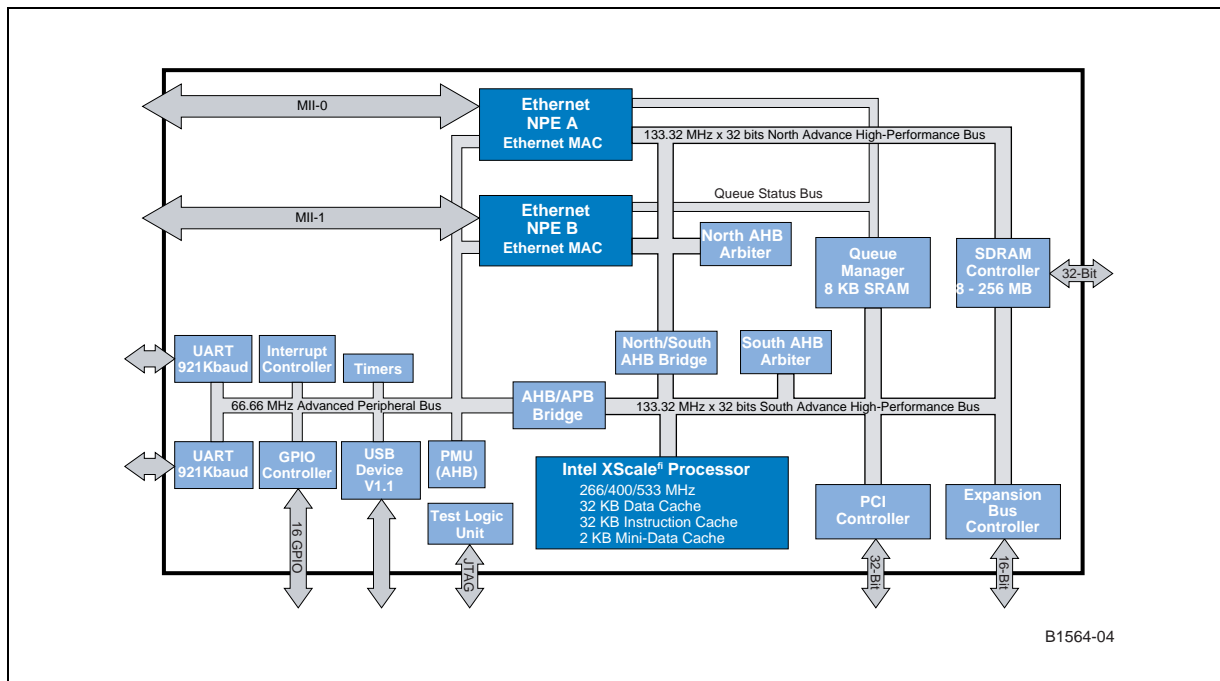 MII-0
Ethernet
NPE A
Ethernet MAC
133.32 MHz x 32 bits North Advance High-Performance Bus
Queue Status Bus
MII-1
Ethernet
NPE B
Ethernet MAC
North AHB
Arbiter
Queue
Manager
8 KB SRAM
SDRAM
Controller
8 - 256 MB
32-Bit
UART
921Kbaud
Interrupt
Controller
Timers
North/South
AHB Bridge
South AHB
Arbiter
66.66 MHz Advanced Peripheral Bus
AHB/APB
Bridge
133.32 MHz x 32 bits South Advance High-Performance Bus
UART
921Kbaud
GPIO
Controller
USB
Device
V1.1
PMU
(AHB)
Intel XScaleﬁ Processor
266/400/533 MHz
32 KB Data Cache
32 KB Instruction Cache
2 KB Mini-Data Cache
Test Logic
Unit
PCI
Controller
Expansion
Bus
Controller
16 GPIO
JTAG
32-Bit
16-Bit
B1564-04